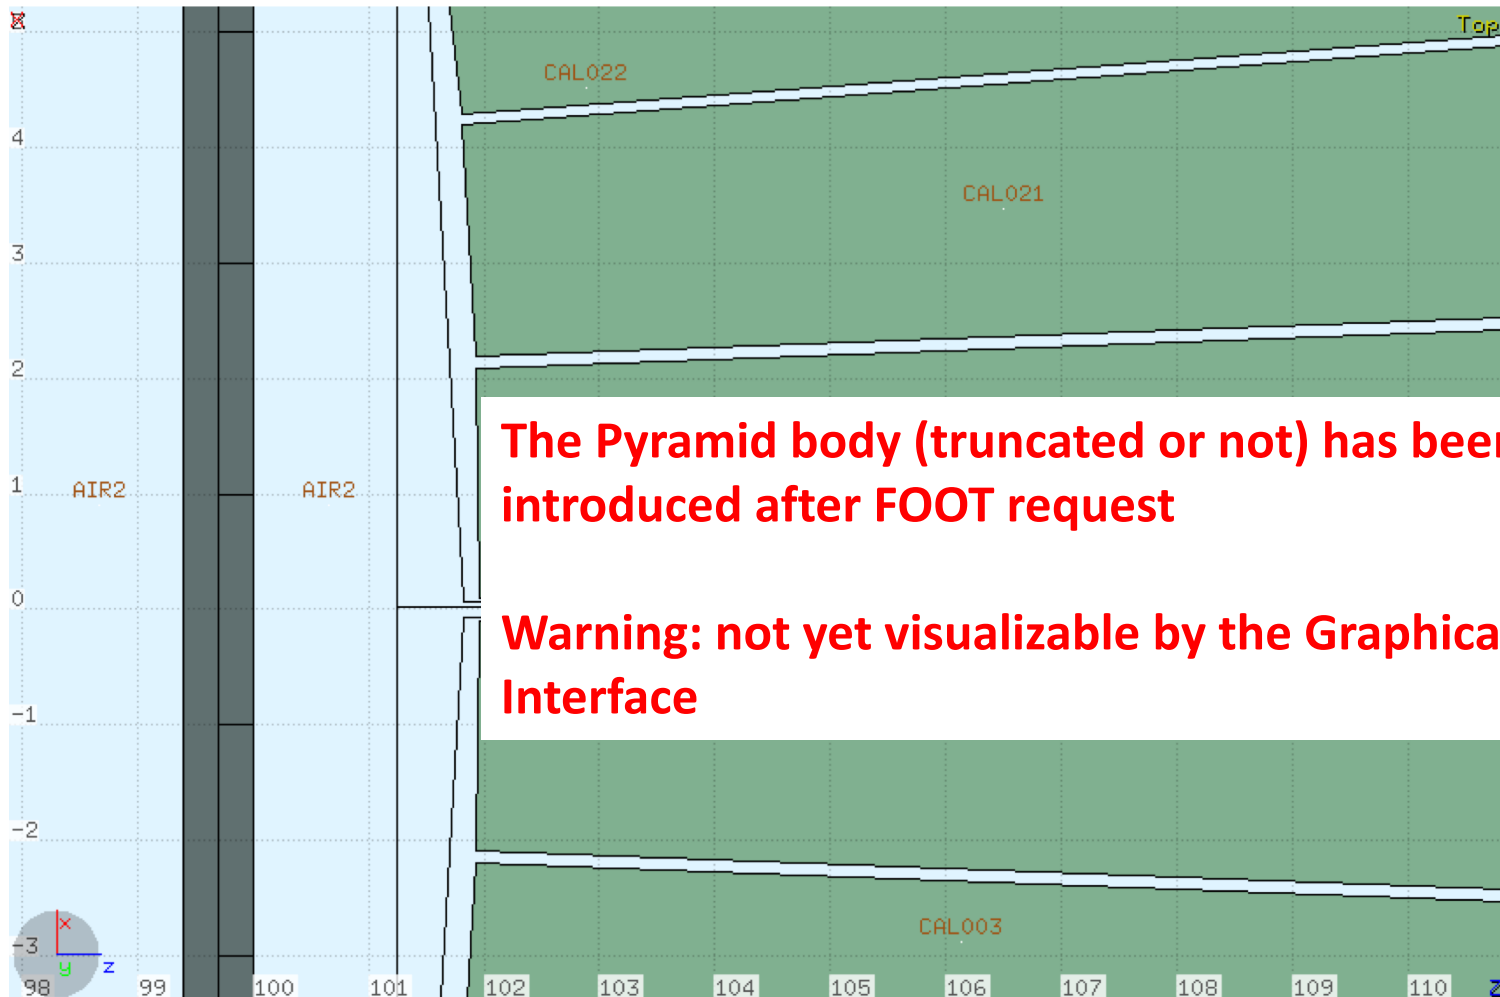 x
Top
CAL022
4
CAL021
3
2
The Pyramid body (truncated or not) has been
introduced after FOOT request
1
AIR2
AIR2
0
Warning: not yet visualizable by the Graphica
Interface
-1
-2
CAL003
x
-3
y
z
98
99
100
101
102
103
104
105
106
107
108
109
110
z